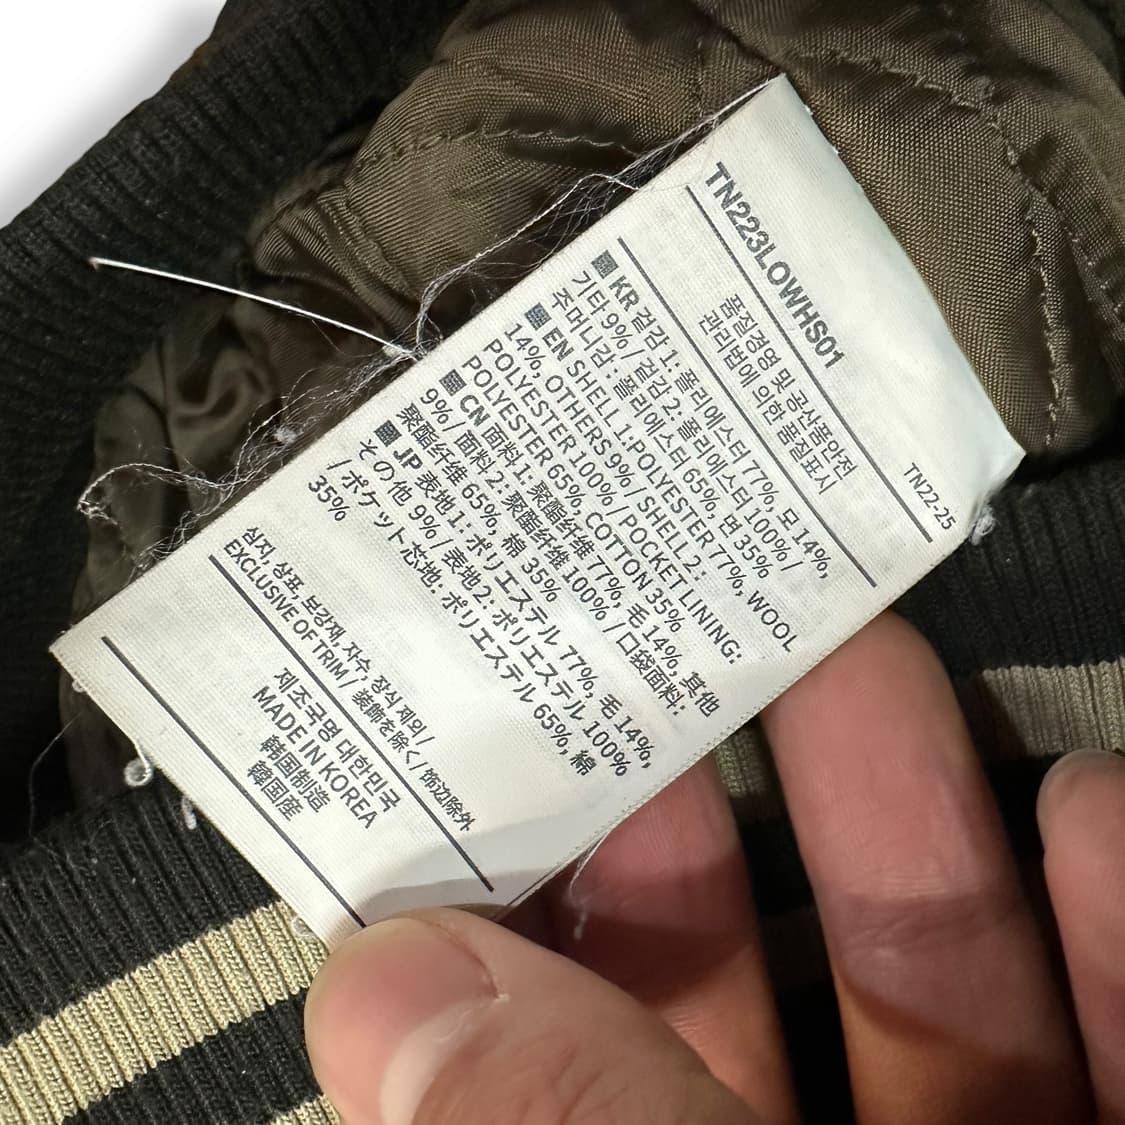 TN223LOWHS01
TN22-25
품질경영 및 공산품안전
관리법에 의한 품질표시
KR 겉감 1: 폴리에스터 77%, 모 14%,
기타 9% / 겉감 2: 폴리에스터 100% /
주머니감 : 폴리에스터 65%, 면 35%
EN SHELL 1:POLYESTER 77%, WOOL
14%, OTHERS 9% / SHELL 2 :
POLYESTER 100% / POCKET LINING:
POLYESTER 65%, COTTON 35%
CN 面料 1: 聚酯纤维 77%, 毛 14%, 其他
9% / 面料 2: 聚酯纤维 100% / 口袋面料:
聚酯纤维 65%, 棉 35%
JP 表地 1: ポリエステル 77%, 毛 14%,
その他 9% / 表地 2: ポリエステル 100%
/ ポケット芯地: ポリエステル 65%, 綿
35%
심지, 상표, 보강재, 자수, 장식 제외 /
EXCLUSIVE OF TRIM / 装飾を除く / 饰边除外
제조국명 대한민국
MADE IN KOREA
韩国制造
韓国産